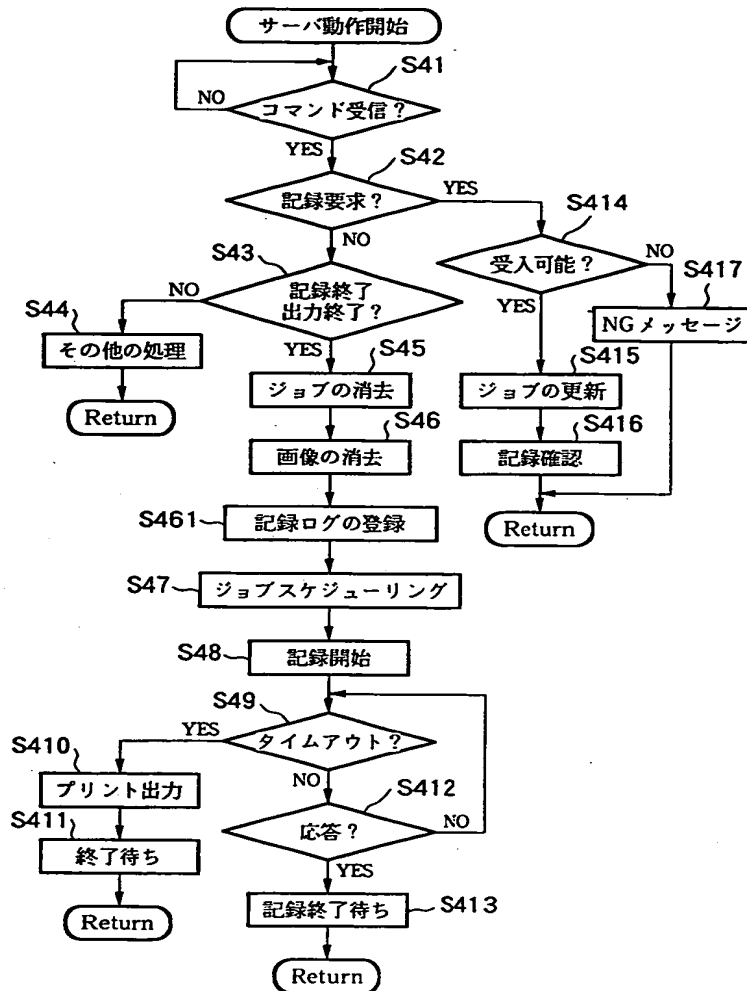 サーバ動作開始
S41
NO
コマンド受信?
YES
S42
記録要求?
YES
NO
S414
S43
受入可能?
NO
S417
NO
記録終了
出力終了?
YES
NGメッセージ
S44
その他の処理
YES
S45
S415
ジョブの消去
ジョブの更新
Return
S46
S416
画像の消去
記録確認
S461
記録ログの登録
Return
S47
ジョブスケジューリング
S48
記録開始
S49
YES
タイムアウト?
S410
プリント出力
NO
S412
S411
応答?
NO
終了待ち
YES
Return
記録終了待ち
S413
Return